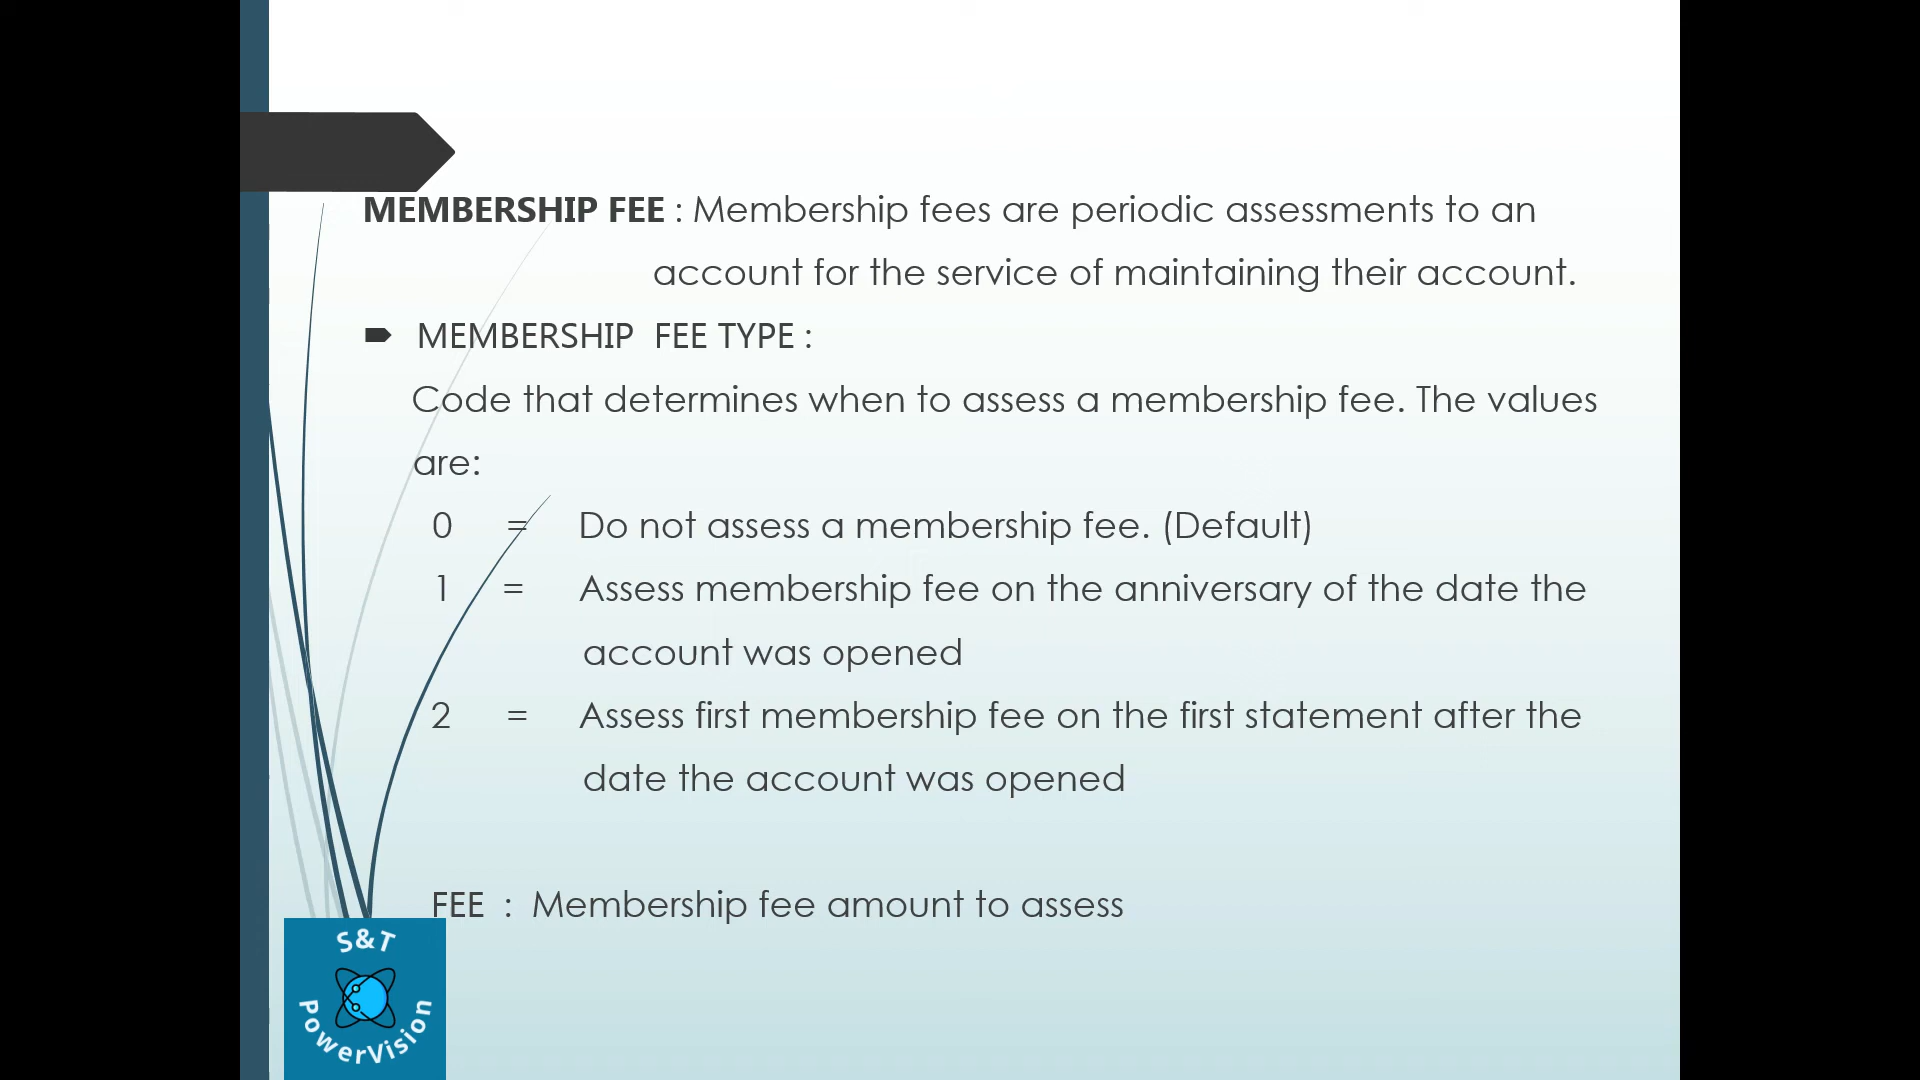 MEMBERSHIP FEE : Membership fees are periodic assessments to an
account for the service of maintaining their account.
MEMBERSHIP FEE TYPE :
Code that determines when to assess a membership fee. The values
are:
0 = Do not assess a membership fee. (Default)
1 = Assess membership fee on the anniversary of the date the
account was opened
2 = Assess first membership fee on the first statement after the
date the account was opened
FEE : Membership fee amount to assess
S&T
PowerVision